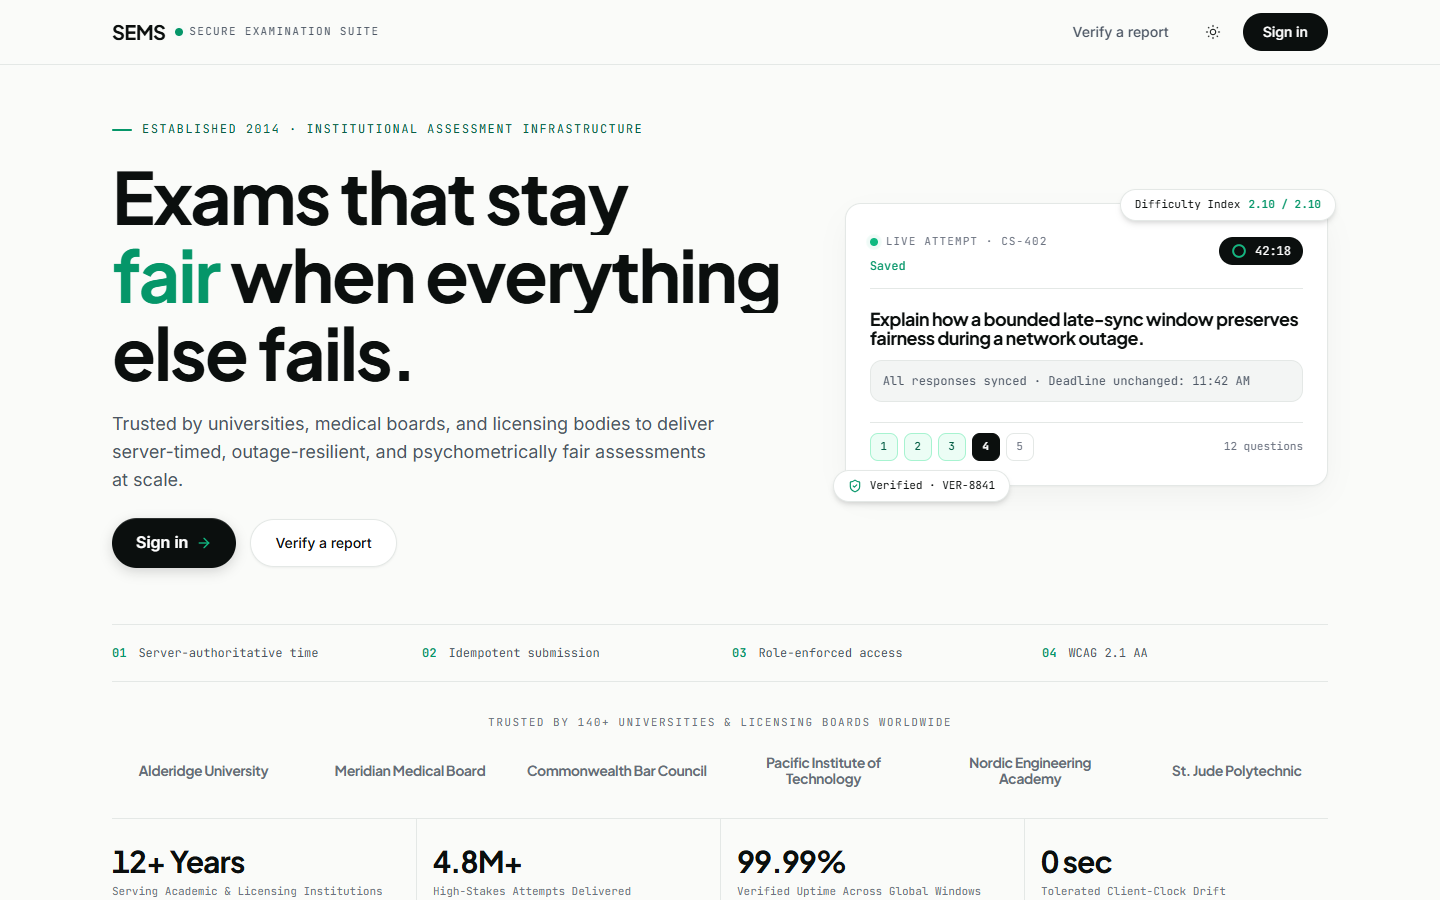 SEMS SECURE EXAMINATION SUITE
Verify a report
Sign in
ESTABLISHED 2014 · INSTITUTIONAL ASSESSMENT INFRASTRUCTURE
Exams that stay
fair when everything
else fails.
Trusted by universities, medical boards, and licensing bodies to deliver
server-timed, outage-resilient, and psychometrically fair assessments
at scale.
Sign in
Verify a report
Difficulty Index 2.10 / 2.10
LIVE ATTEMPT · CS-402
Saved
42:18
Explain how a bounded late-sync window preserves
fairness during a network outage.
All responses synced · Deadline unchanged: 11:42 AM
1 2 3 4 5
12 questions
Verified · VER-8841
01 Server-authoritative time
02 Idempotent submission
03 Role-enforced access
04 WCAG 2.1 AA
TRUSTED BY 140+ UNIVERSITIES & LICENSING BOARDS WORLDWIDE
Alderidge University
Meridian Medical Board
Commonwealth Bar Council
Pacific Institute of
Technology
Nordic Engineering
Academy
St. Jude Polytechnic
12+ Years
Serving Academic & Licensing Institutions
4.8M+
High-Stakes Attempts Delivered
99.99%
Verified Uptime Across Global Windows
0 sec
Tolerated Client-Clock Drift